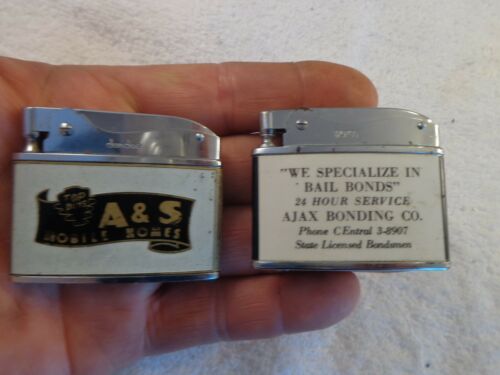 TOP
A & S
MOBILE HOMES
"WE SPECIALIZE IN
BAIL BONDS"
24 HOUR SERVICE
AJAX BONDING CO.
Phone CEntral 3-8907
State Licensed Bondsmen